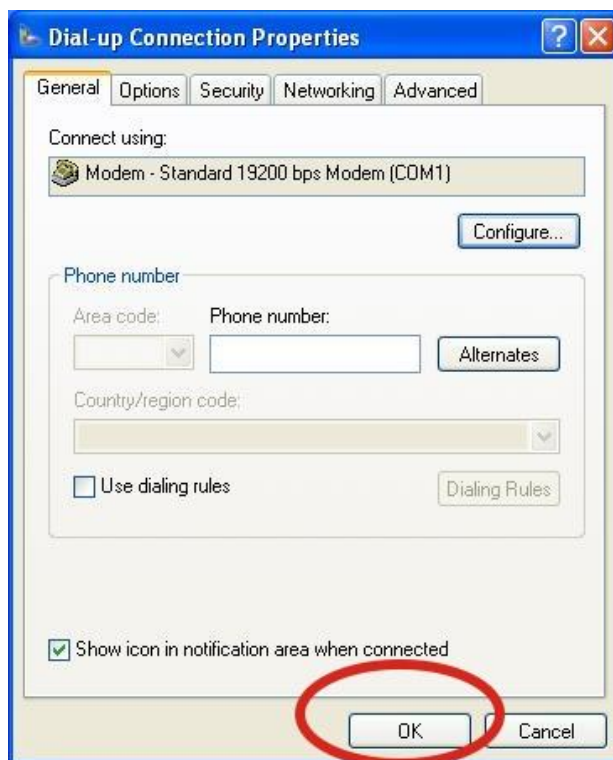 Dial-up Connection Properties
General Options Security Networking Advanced
Connect using:
Modem - Standard 19200 bps Modem (COM1)
Configure...
Phone number
Area code: Phone number:
Alternates
Country/region code:
Use dialing rules
Dialing Rules
Show icon in notification area when connected
OK Cancel